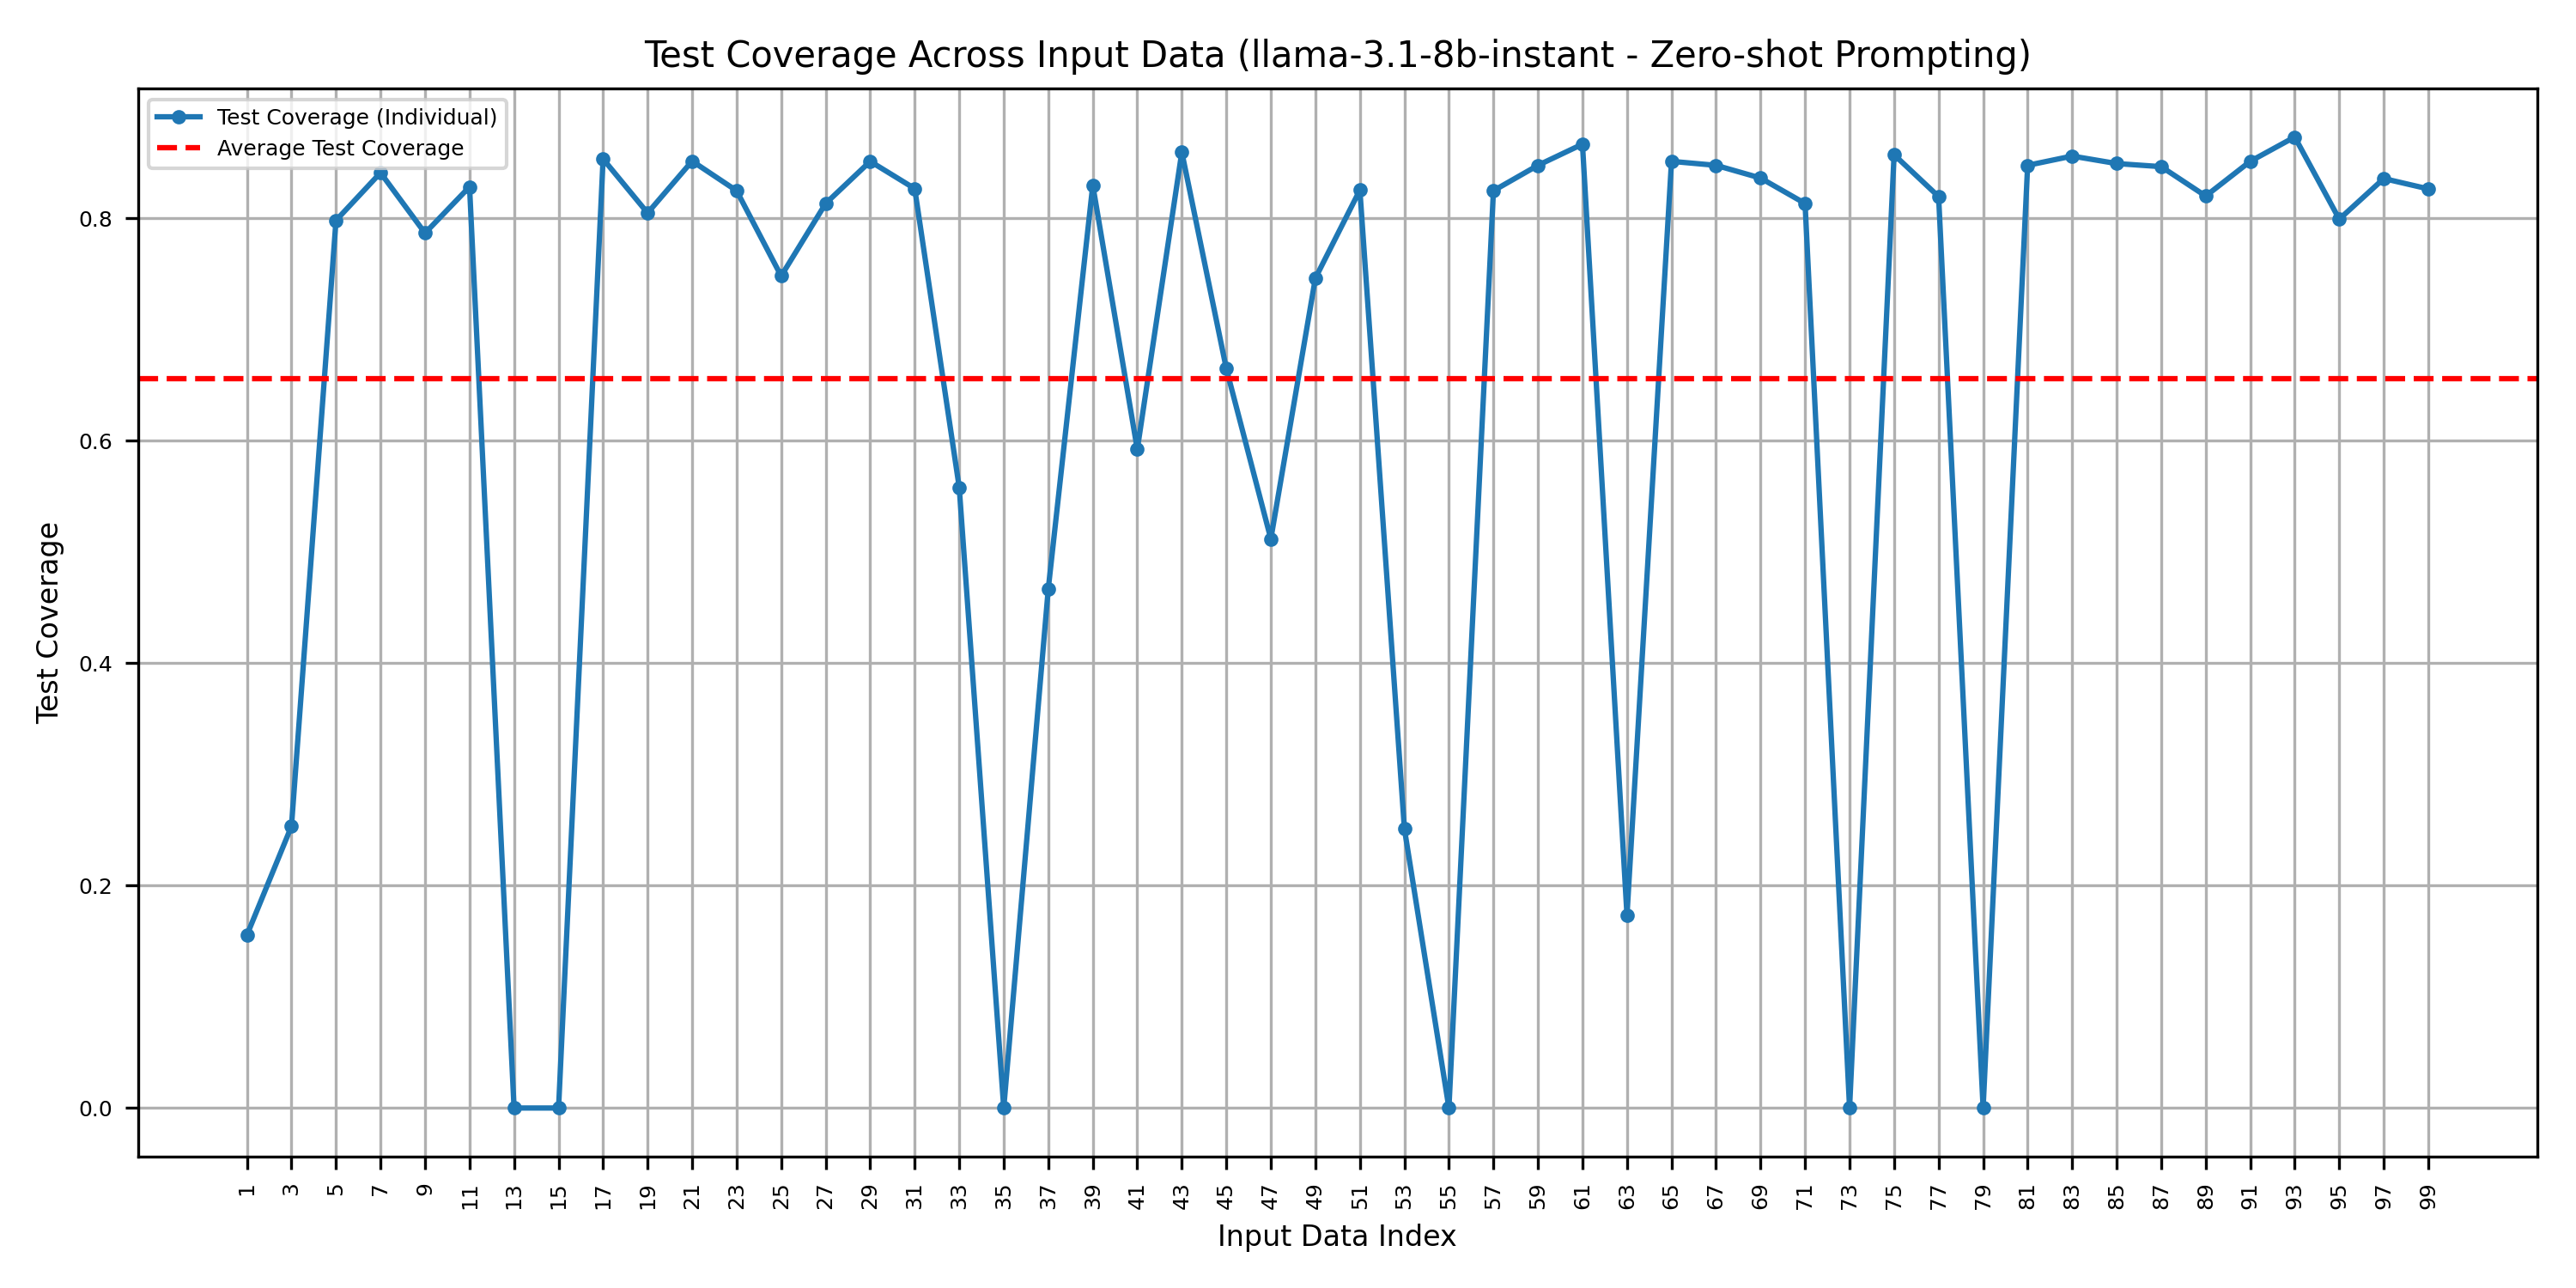 Test Coverage Across Input Data (llama-3.1-8b-instant - Zero-shot Prompting)
Test Coverage (Individual)
Average Test Coverage
Test Coverage
0.8
0.6
0.4
0.2
0.0
1 3 5 7 9 11 13 15 17 19 21 23 25 27 29 31 33 35 37 39 41 43 45 47 49 51 53 55 57 59 61 63 65 67 69 71 73 75 77 79 81 83 85 87 89 91 93 95 97 99
Input Data Index